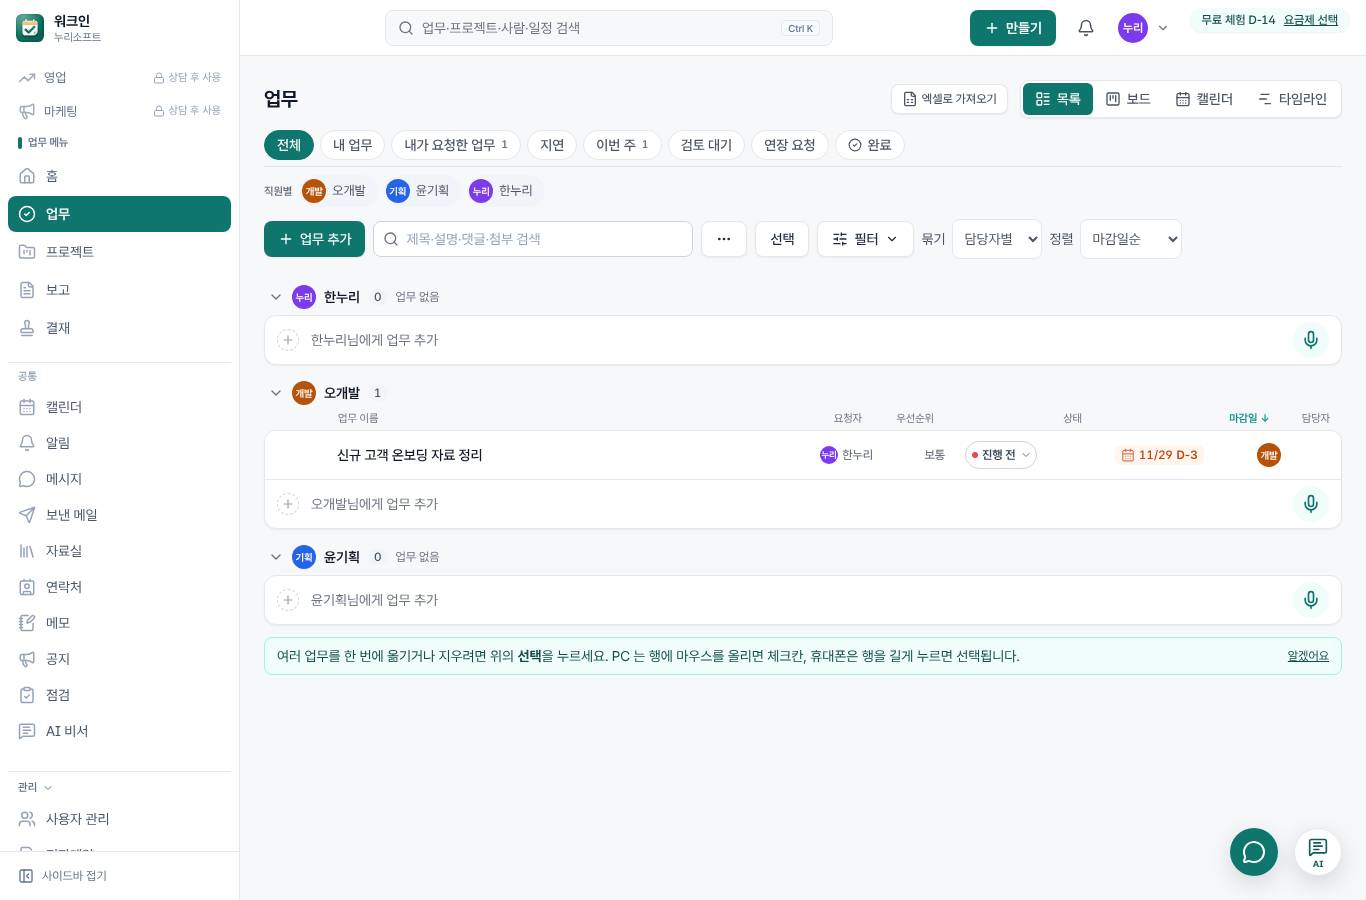 워크인
누리소프트
영업 상담 후 사용
마케팅 상담 후 사용
업무 메뉴
홈
업무
프로젝트
보고
결재
공통
캘린더
알림
메시지
보낸 메일
자료실
연락처
메모
공지
점검
AI 비서
관리
사용자 관리
사이드바 접기
업무·프로젝트·사람·일정 검색 Ctrl K
만들기
누리
무료 체험 D-14 요금제 선택
업무
엑셀로 가져오기
목록 보드 캘린더 타임라인
전체 내 업무 내가 요청한 업무 1 지연 이번 주 1 검토 대기 연장 요청 완료
직원별 개발 오개발 기획 윤기획 누리 한누리
업무 추가 제목·설명·댓글·첨부 검색 선택 필터 묶기 담당자별 정렬 마감일순
누리 한누리 0 업무 없음
한누리님에게 업무 추가
개발 오개발 1
업무 이름 요청자 우선순위 상태 마감일 ↓ 담당자
신규 고객 온보딩 자료 정리 누리 한누리 보통 진행 전 11/29 D-3 개발
오개발님에게 업무 추가
기획 윤기획 0 업무 없음
윤기획님에게 업무 추가
여러 업무를 한 번에 옮기거나 지우려면 위의 선택을 누르세요. PC 는 행에 마우스를 올리면 체크칸, 휴대폰은 행을 길게 누르면 선택됩니다. 알겠어요
AI